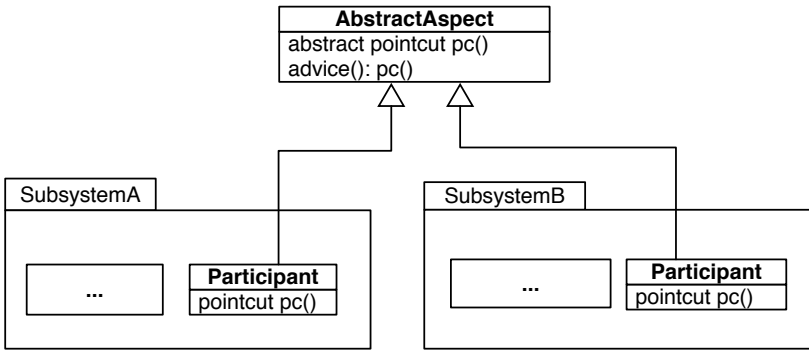 AbstractAspect
abstract pointcut pc()
advice(): pc()
SubsystemA
...
Participant
pointcut pc()
SubsystemB
...
Participant
pointcut pc()